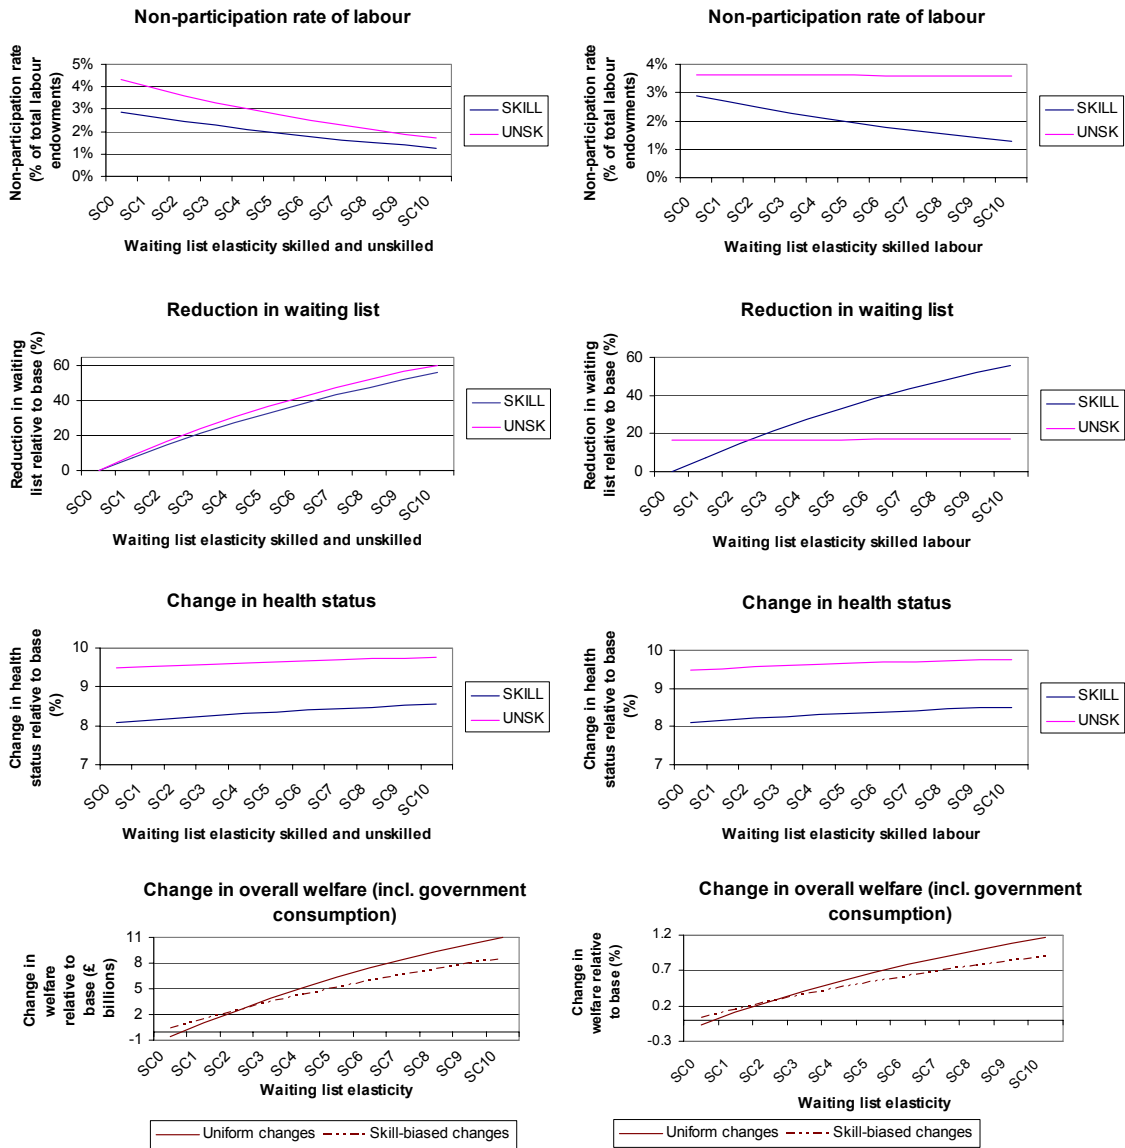 Non-participation rate of labour
Non-participation rate
(% of total labour
endowments)
5%
4%
3%
2%
1%
0%
SC0
SC1
SC2
SC3
SC4
SC5
SC6
SC7
SC8
SC9
SC10
SKILL
UNSK
Waiting list elasticity skilled and unskilled
Non-participation rate of labour
Non-participation rate
(% of total labour
endowments)
4%
3%
2%
1%
0%
SC0
SC1
SC2
SC3
SC4
SC5
SC6
SC7
SC8
SC9
SC10
SKILL
UNSK
Waiting list elasticity skilled labour
Reduction in waiting list
Reduction in waiting
list relative to base (%)
60
40
20
0
SC0
SC1
SC2
SC3
SC4
SC5
SC6
SC7
SC8
SC9
SC10
SKILL
UNSK
Waiting list elasticity skilled and unskilled
Reduction in waiting list
Reduction in waiting
list relative to base (%)
60
40
20
0
SC0
SC1
SC2
SC3
SC4
SC5
SC6
SC7
SC8
SC9
SC10
SKILL
UNSK
Waiting list elasticity skilled labour
Change in health status
Change in health
status relative to base
(%)
10
9
8
7
SC0
SC1
SC2
SC3
SC4
SC5
SC6
SC7
SC8
SC9
SC10
SKILL
UNSK
Waiting list elasticity skilled and unskilled
Change in health status
Change in health
status relative to base
(%)
10
9
8
7
SC0
SC1
SC2
SC3
SC4
SC5
SC6
SC7
SC8
SC9
SC10
SKILL
UNSK
Waiting list elasticity skilled labour
Change in overall welfare (incl. government
consumption)
Change in
welfare
relative to
base (£
billions)
11
8
5
2
-1
SC0
SC1
SC2
SC3
SC4
SC5
SC6
SC7
SC8
SC9
SC10
Waiting list elasticity
Uniform changes
Skill-biased changes
Change in overall welfare (incl. government
consumption)
Change in
welfare relative
to base (%)
1.2
0.7
0.2
-0.3
SC0
SC1
SC2
SC3
SC4
SC5
SC6
SC7
SC8
SC9
SC10
Waiting list elasticity
Uniform changes
Skill-biased changes